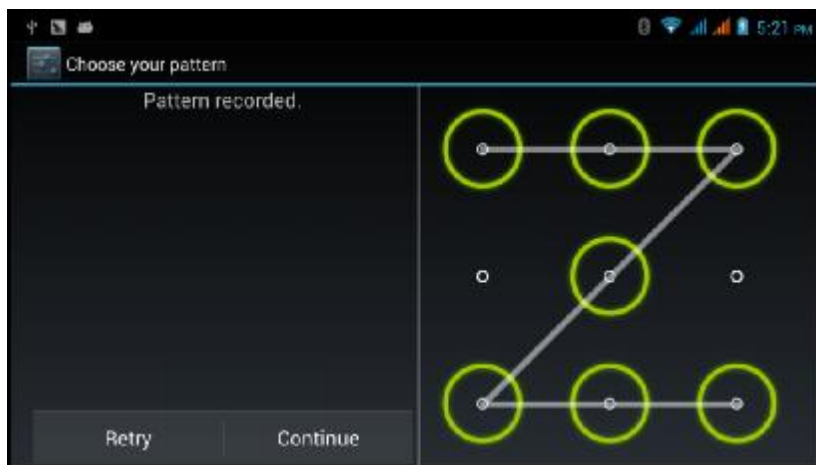 5:21 PM
Choose your pattern
Pattern recorded.
Retry
Continue